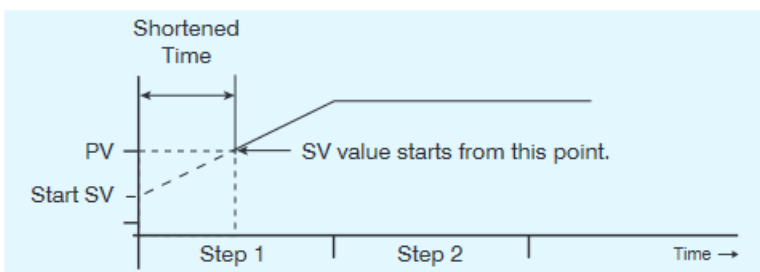 Shortened
Time
PV
SV value starts from this point.
Start SV
Step 1
Step 2
Time →